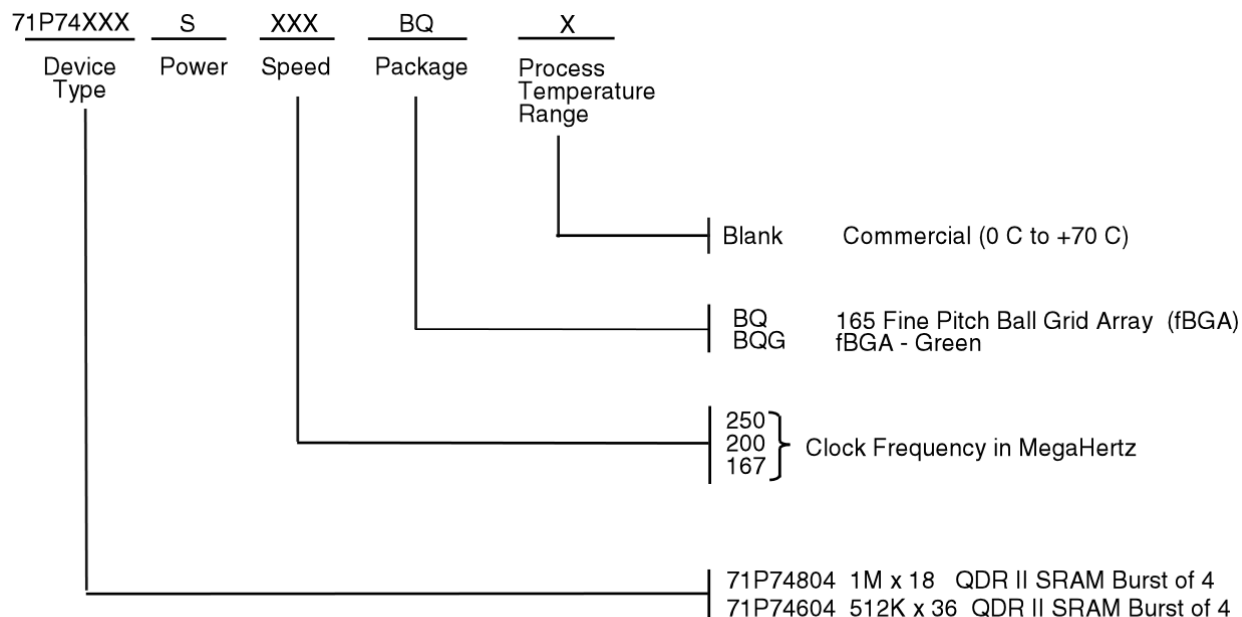 71P74XXX S XXX BQ X
Device Type Power Speed Package Process Temperature Range
Blank Commercial (0 C to +70 C)
BQ 165 Fine Pitch Ball Grid Array (fBGA)
BQG fBGA - Green
250
200 Clock Frequency in MegaHertz
167
71P74804 1M x 18 QDR II SRAM Burst of 4
71P74604 512K x 36 QDR II SRAM Burst of 4